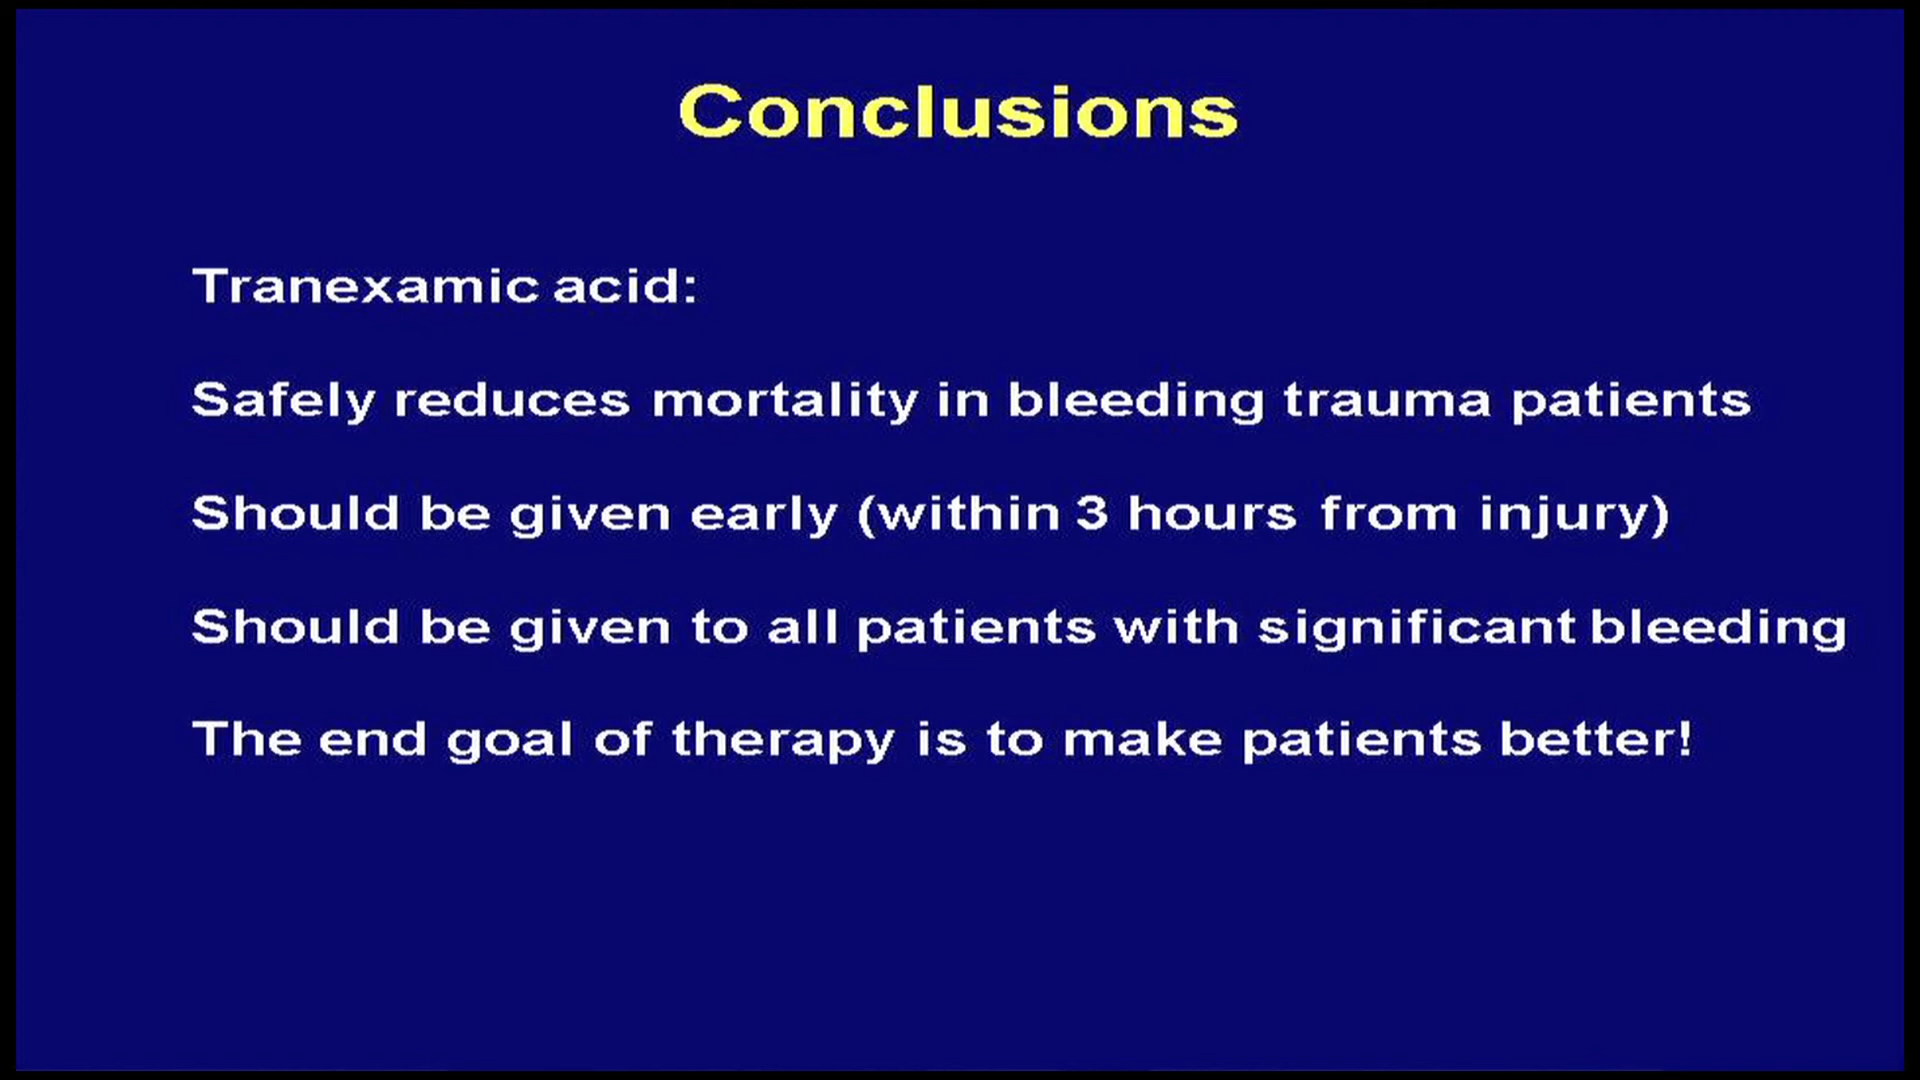 Conclusions
Tranexamic acid:
Safely reduces mortality in bleeding trauma patients
Should be given early (within 3 hours from injury)
Should be given to all patients with significant bleeding
The end goal of therapy is to make patients better!